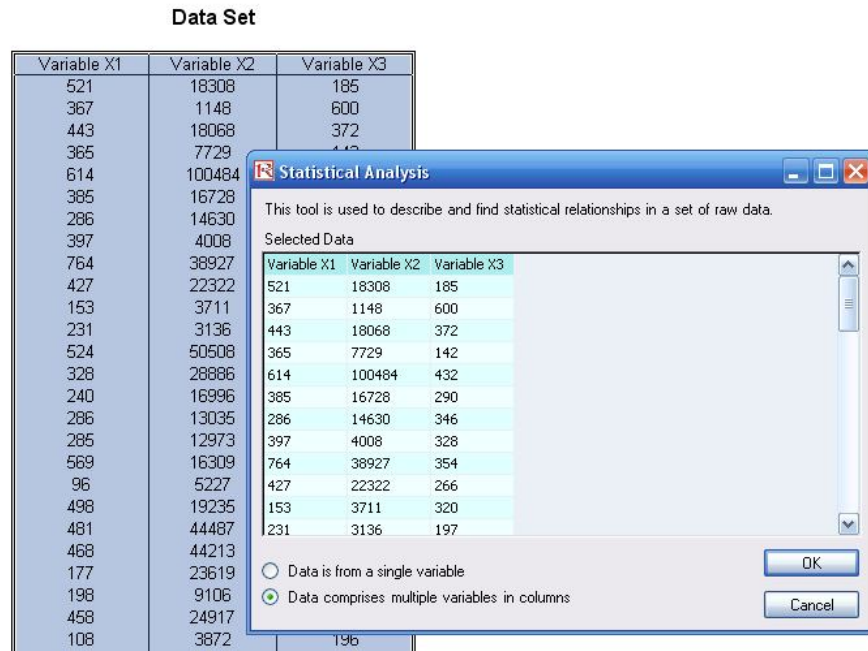 Data Set
Variable X1 Variable X2 Variable X3
521 18308 185
367 1148 600
443 18068 372
365 7729
614 100484
385 16728
286 14630
397 4008
764 38927
427 22322
153 3711
231 3136
524 50508
328 28886
240 16996
286 13035
285 12973
569 16309
96 5227
498 19235
481 44487
468 44213
177 23619
198 9106
458 24917
108 3872 196
Statistical Analysis
This tool is used to describe and find statistical relationships in a set of raw data.
Selected Data
Variable X1 Variable X2 Variable X3
521 18308 185
367 1148 600
443 18068 372
365 7729 142
614 100484 432
385 16728 290
286 14630 346
397 4008 328
764 38927 354
427 22322 266
153 3711 320
231 3136 197
Data is from a single variable
Data comprises multiple variables in columns
OK
Cancel